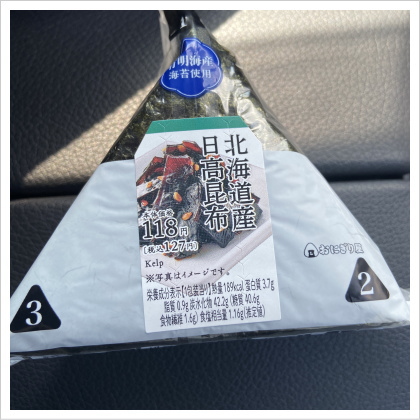 有明海産
海苔使用
北海道産
日高昆布
本体価格
118円
[税込127円]
Kelp
※写真はイメージです。
栄養成分表示【1包装当り】熱量189kcal 蛋白質3.7g
脂質 0.9g 炭水化物 42.2g (糖質 40.6g
食物繊維 1.6g) 食塩相当量 1.16g(推定値)
おにぎり屋
3
2